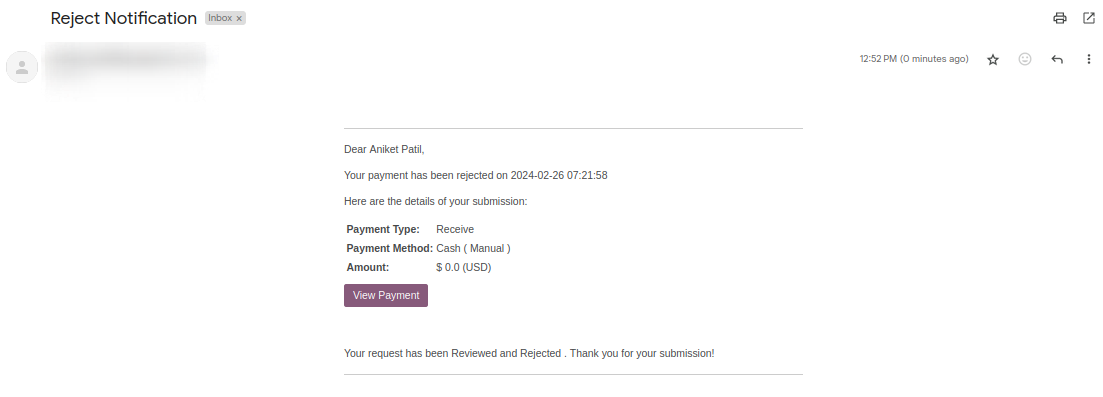 Reject Notification Inbox ×
12:52 PM (0 minutes ago)
Dear Aniket Patil,
Your payment has been rejected on 2024-02-26 07:21:58
Here are the details of your submission:
Payment Type: Receive
Payment Method: Cash ( Manual )
Amount: $ 0.0 (USD)
View Payment
Your request has been Reviewed and Rejected . Thank you for your submission!